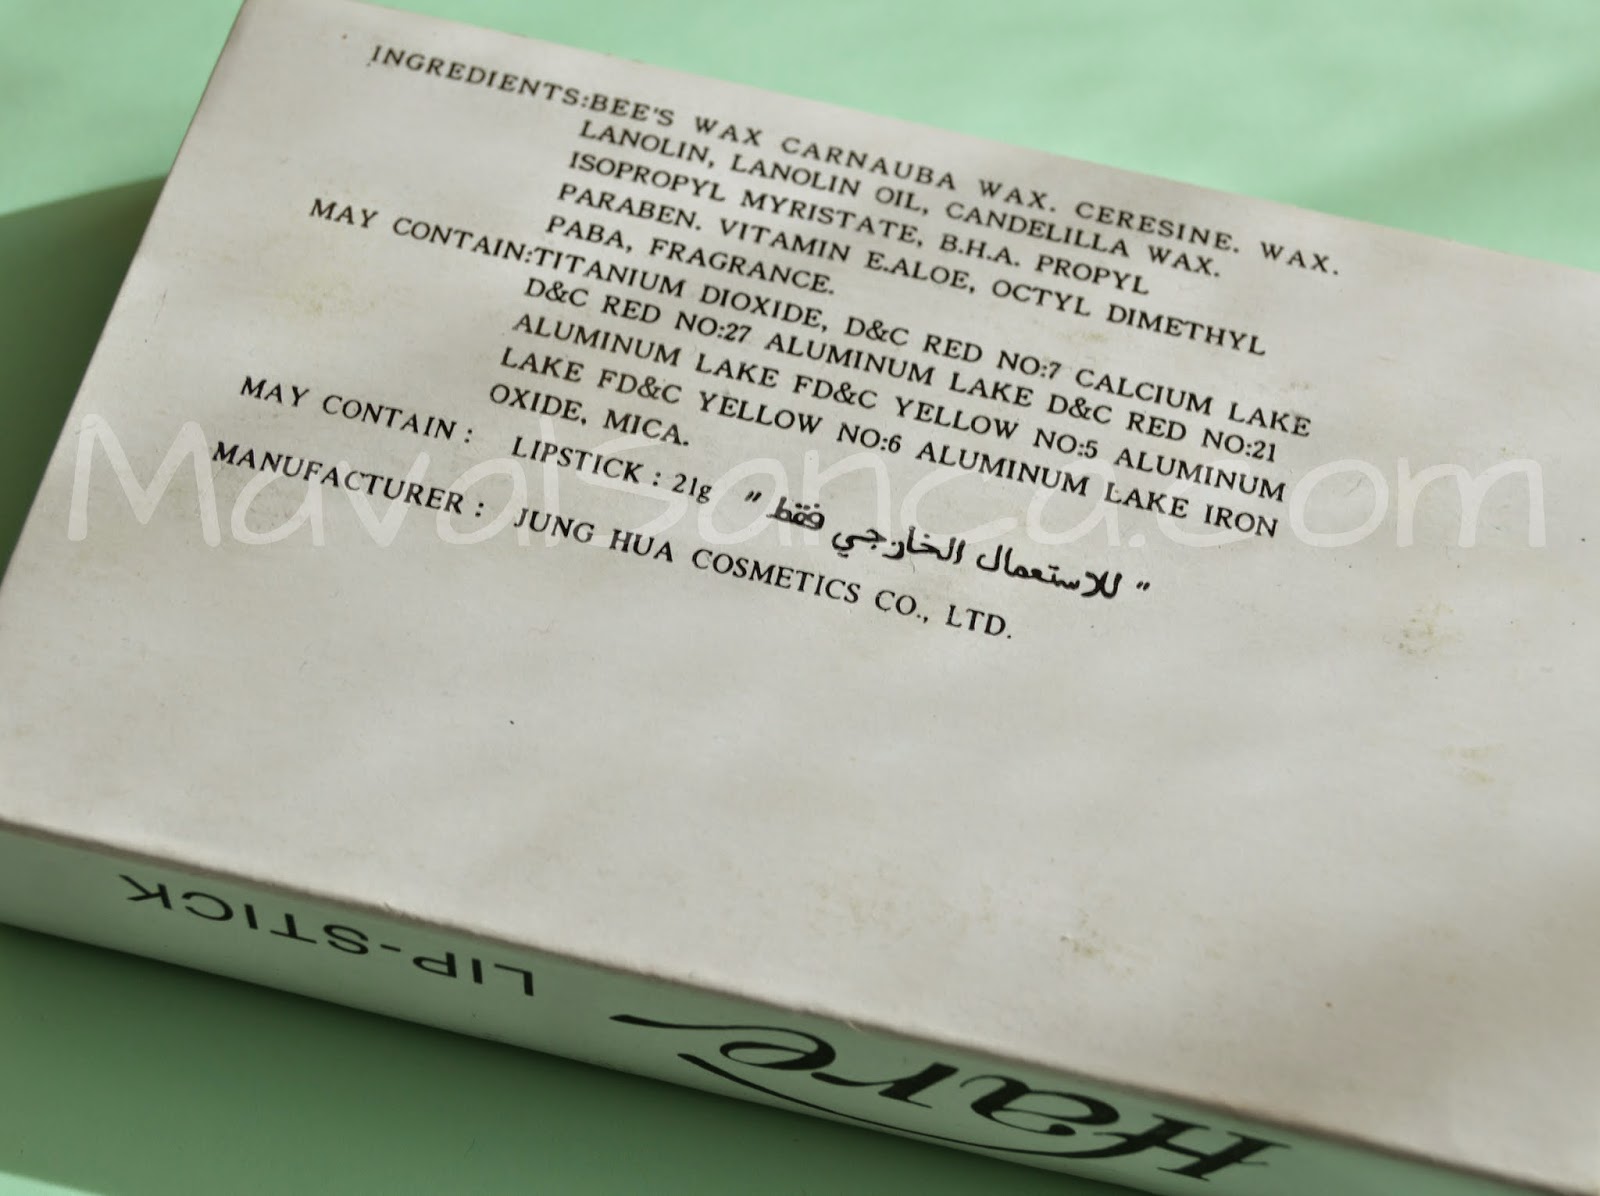 INGREDIENTS:BEE'S WAX CARNAUBA WAX. CERESINE. WAX.
LANOLIN, LANOLIN OIL, CANDELILLA WAX.
ISOPROPYL MYRISTATE, B.H.A. PROPYL
PARABEN. VITAMIN E.ALOE, OCTYL DIMETHYL
PABA, FRAGRANCE.
MAY CONTAIN:TITANIUM DIOXIDE, D&C RED NO:7 CALCIUM LAKE
D&C RED NO:27 ALUMINUM LAKE D&C RED NO:21
ALUMINUM LAKE FD&C YELLOW NO:5 ALUMINUM
LAKE FD&C YELLOW NO:6 ALUMINUM LAKE IRON
OXIDE, MICA.
MAY CONTAIN : LIPSTICK : 21g " للاستعمال الخارجي فقط "
MANUFACTURER : JUNG HUA COSMETICS CO., LTD.
MavalSanca.com
Hare LIP-STICK